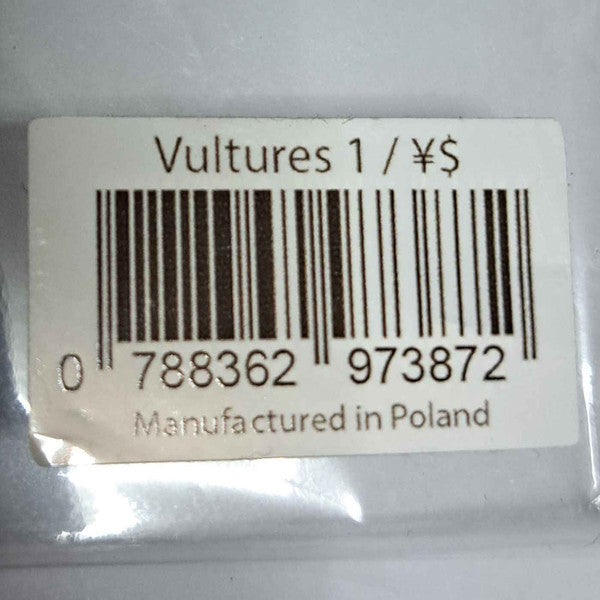 Vultures 1 / ¥$
0 788362 973872
Manufactured in Poland